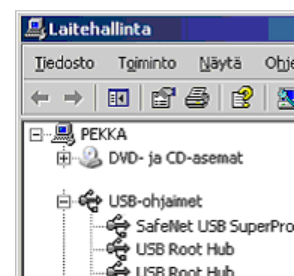 Laitehallinta
Tiedosto Toiminto Näytä Ohje
PEKKA
DVD- ja CD-asemat
USB-ohjaimet
SafeNet USB SuperPro
USB Root Hub
USB Root Hub